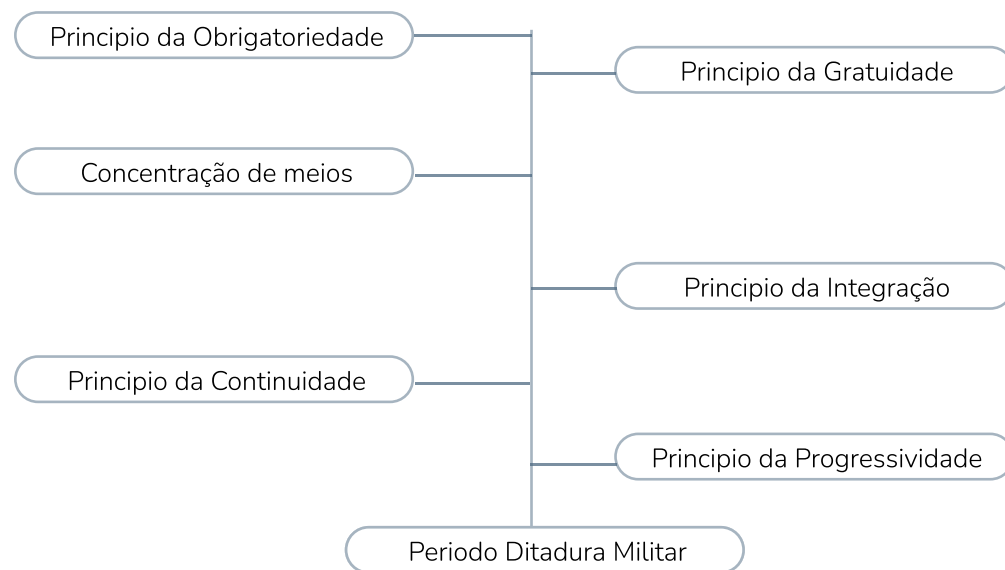 Principio da Obrigatoriedade
Principio da Gratuidade
Concentração de meios
Principio da Integração
Principio da Continuidade
Principio da Progressividade
Periodo Ditadura Militar